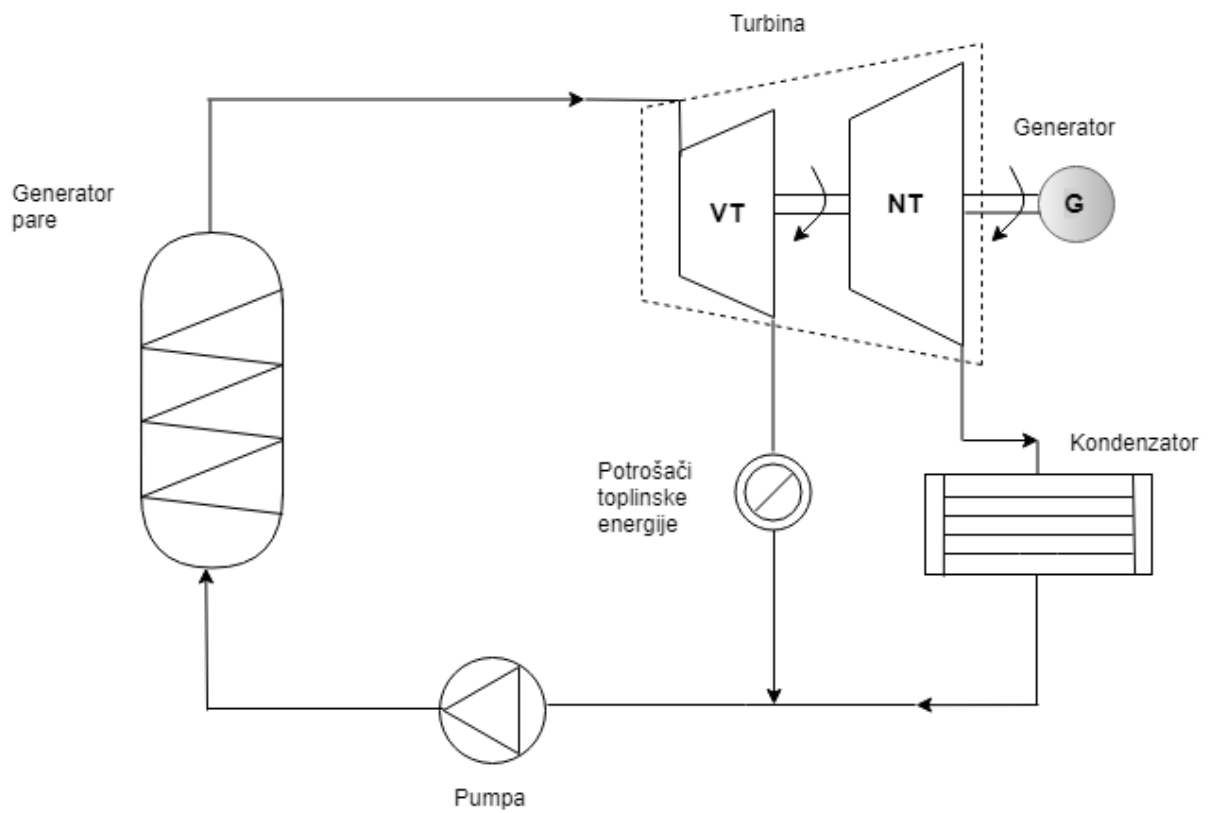 Turbina
Generator
Generator
pare
VT
NT
G
Kondenzator
Potrošači
toplinske
energije
Pumpa